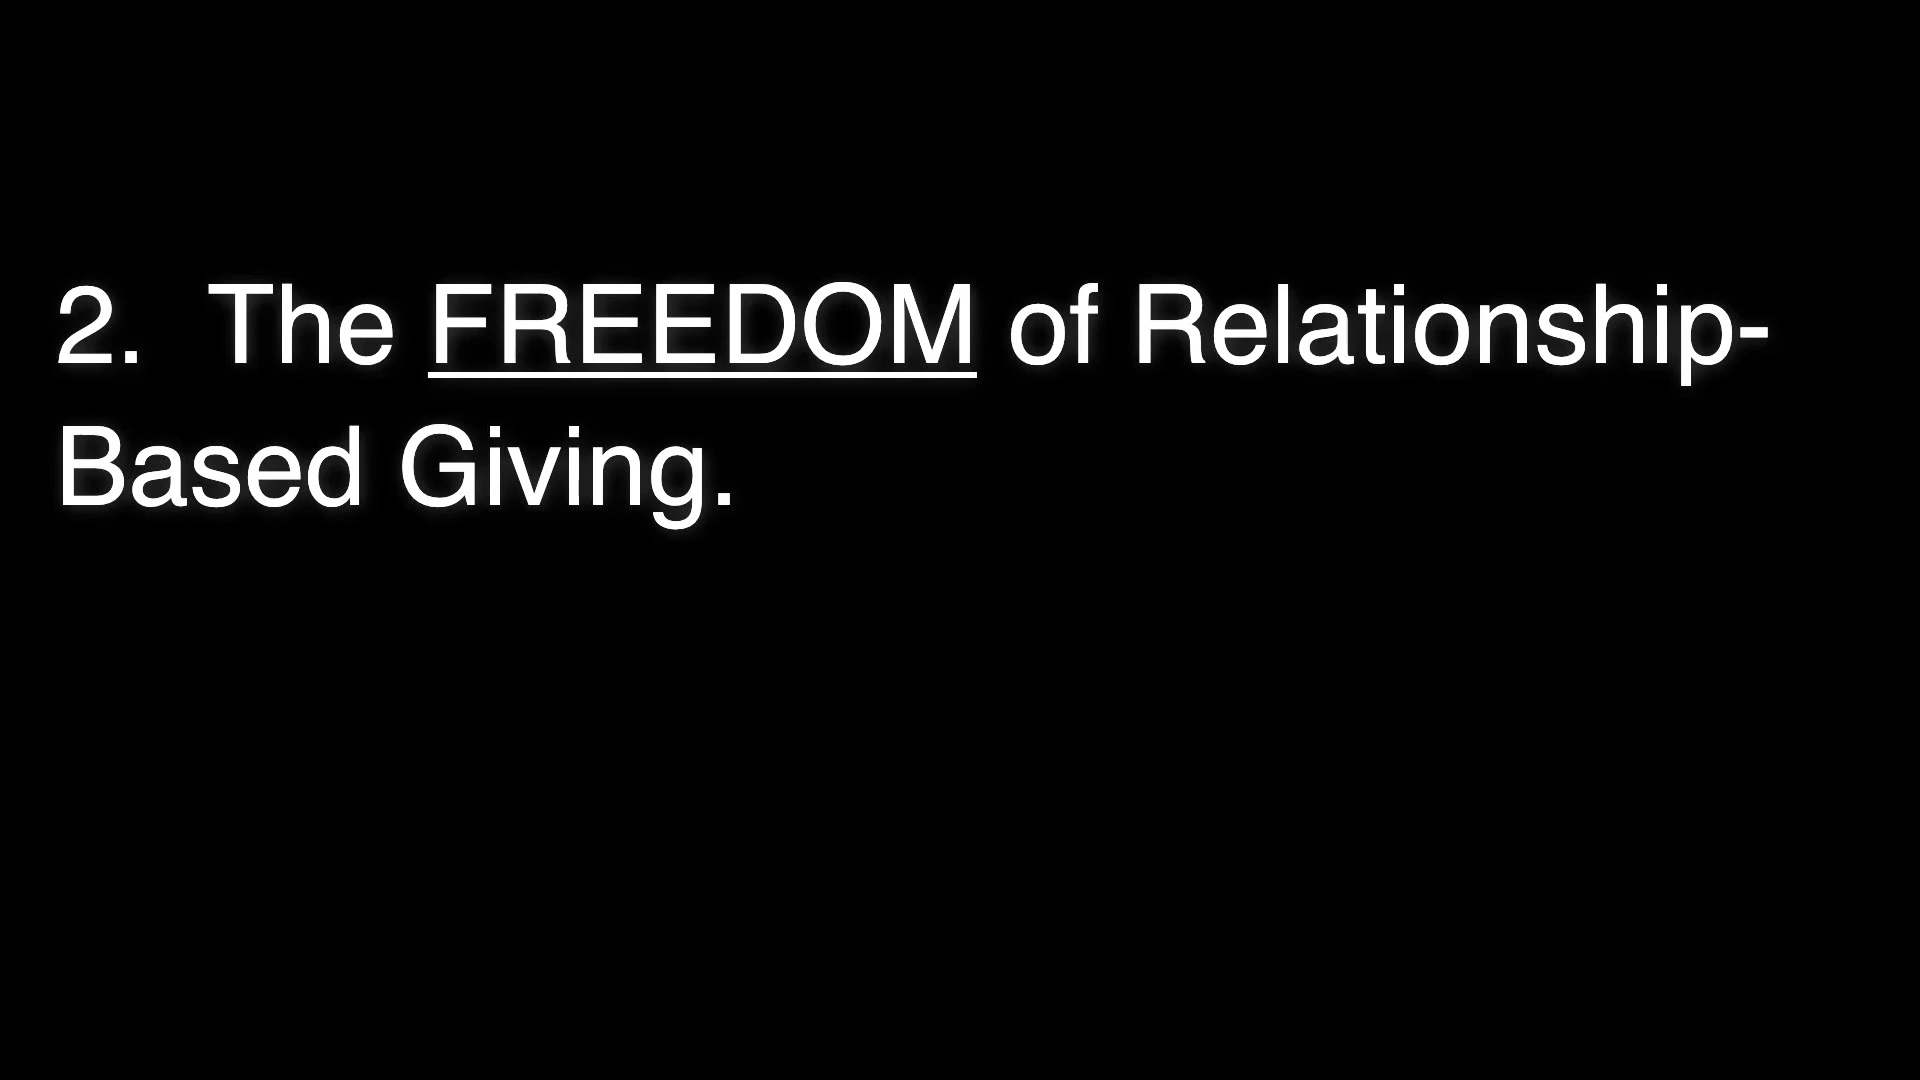 2.  The FREEDOM of Relationship-
Based Giving.